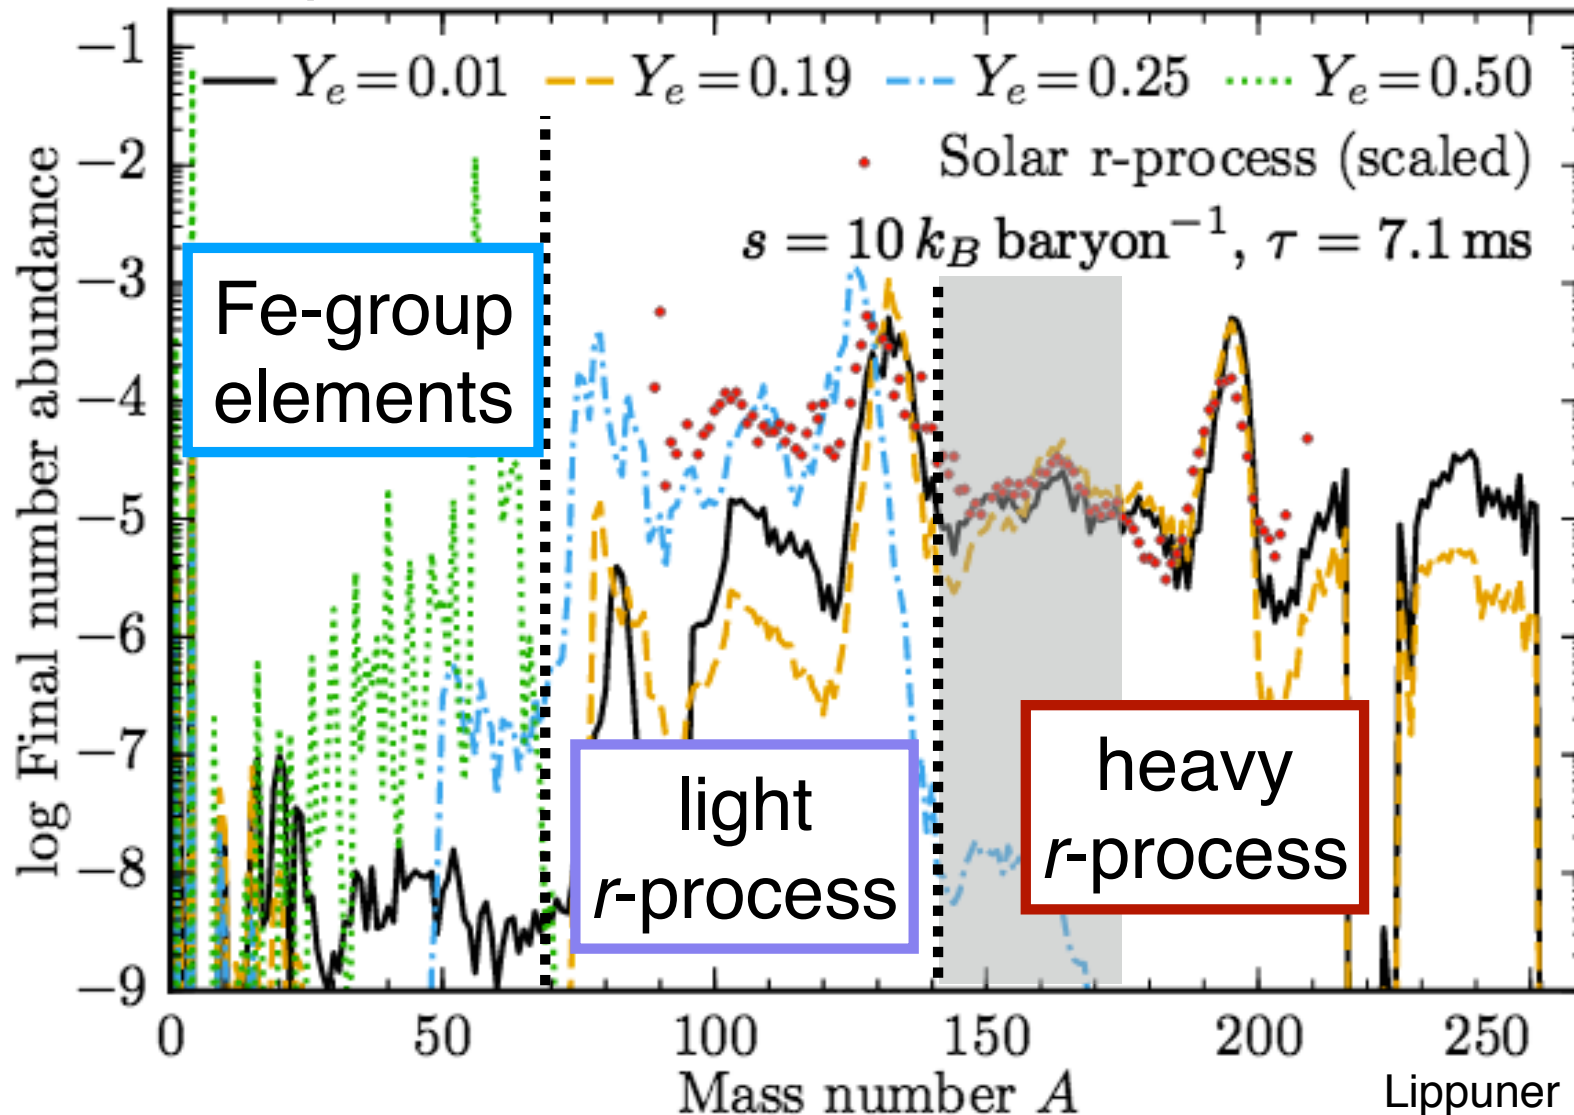 −1
−2
−3
−4
−5
−6
−7
−8
−9
log Final number abundance
Y_e = 0.01 Y_e = 0.19 Y_e = 0.25 Y_e = 0.50
Solar r-process (scaled)
s = 10 k_B baryon⁻¹, τ = 7.1 ms
Fe-group
elements
light
r-process
heavy
r-process
0 50 100 150 200 250
Mass number A
Lippuner